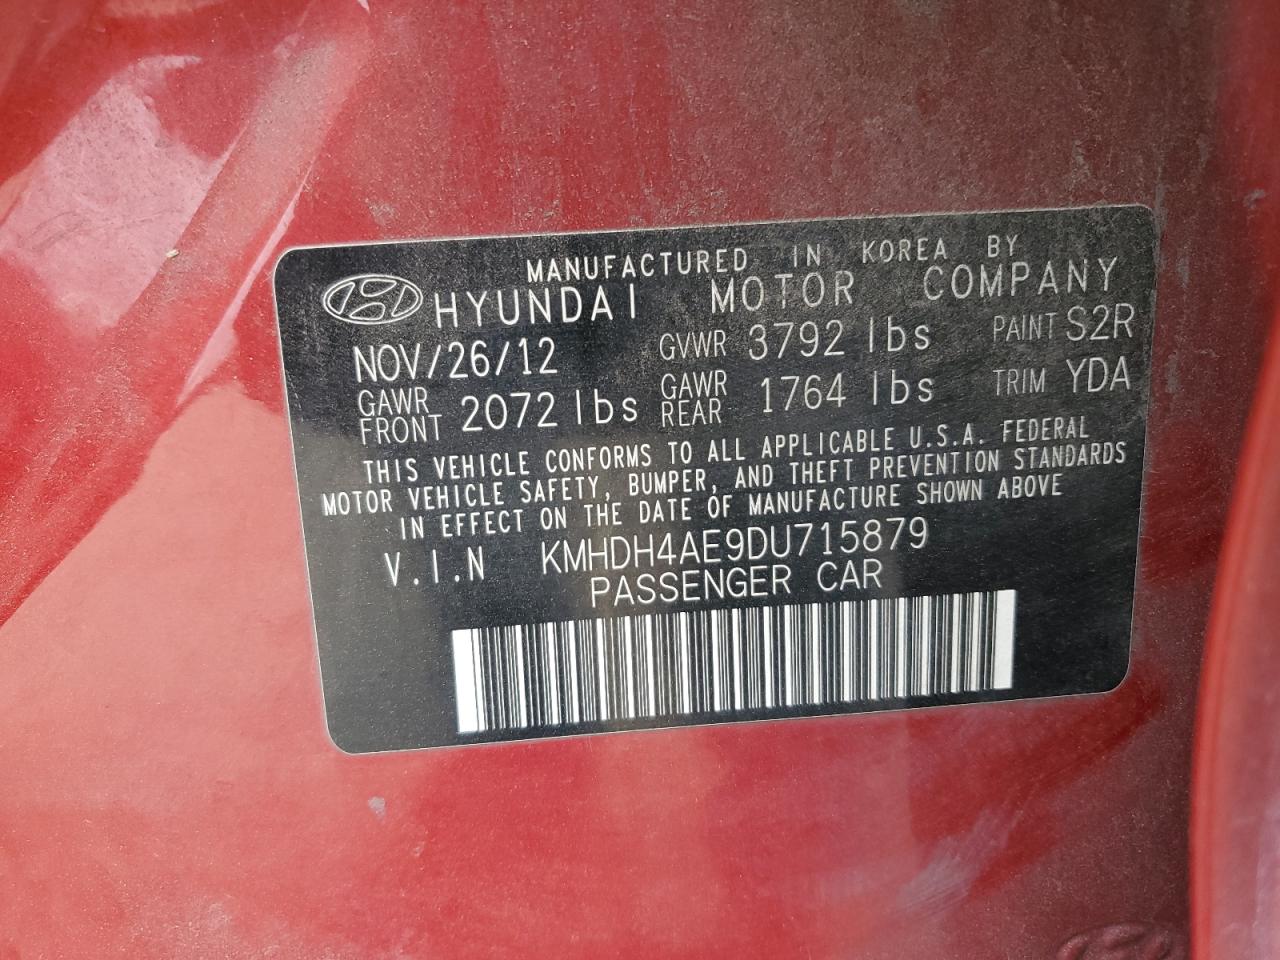 MANUFACTURED IN KOREA BY
HYUNDAI MOTOR COMPANY
NOV/26/12 GVWR 3792 lbs PAINT S2R
GAWR FRONT 2072 lbs GAWR REAR 1764 lbs TRIM YDA
THIS VEHICLE CONFORMS TO ALL APPLICABLE U.S.A. FEDERAL
MOTOR VEHICLE SAFETY, BUMPER, AND THEFT PREVENTION STANDARDS
IN EFFECT ON THE DATE OF MANUFACTURE SHOWN ABOVE
V.I.N KMHDH4AE9DU715879
PASSENGER CAR